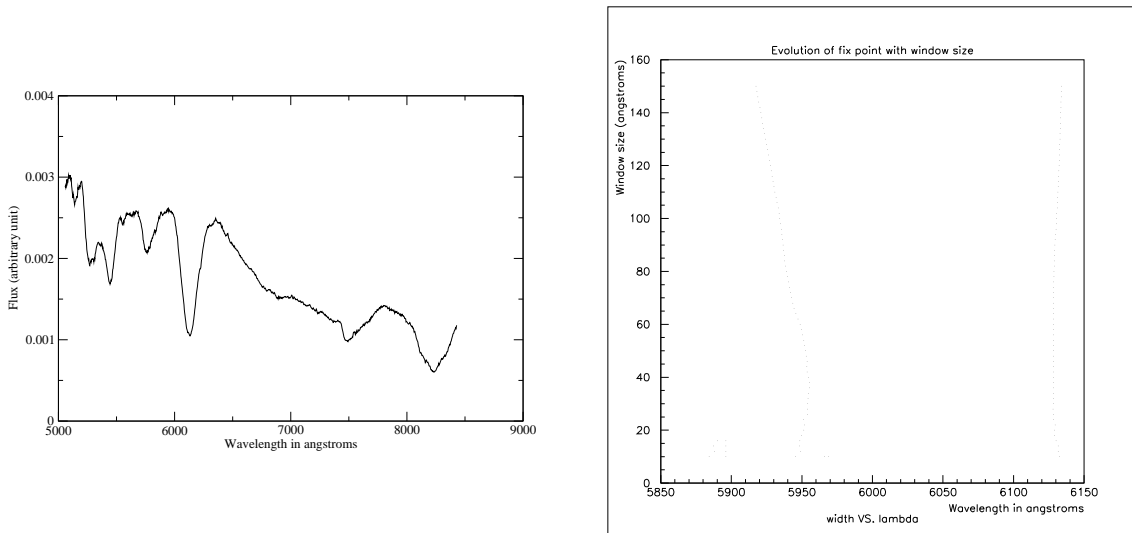 0.004
0.003
0.002
0.001
0
Flux (arbitrary unit)
5000 6000 7000 8000 9000
Wavelength in angstroms
Evolution of fix point with window size
Window size (angstroms)
160
140
120
100
80
60
40
20
0
5850 5900 5950 6000 6050 6100 6150
Wavelength in angstroms
width VS. lambda